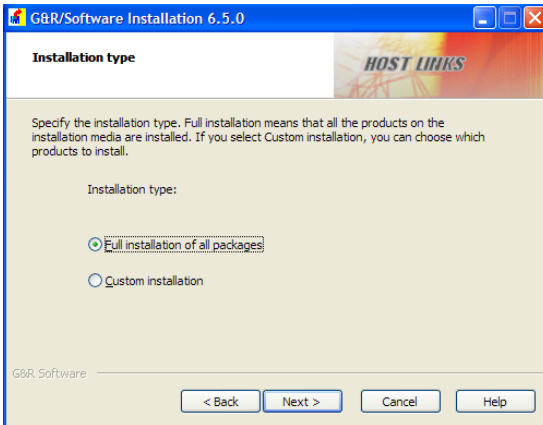 G&R/Software Installation 6.5.0
Installation type
HOST LINKS
Specify the installation type. Full installation means that all the products on the
installation media are installed. If you select Custom installation, you can choose which
products to install.
Installation type:
Full installation of all packages
Custom installation
G&R Software
< Back Next > Cancel Help